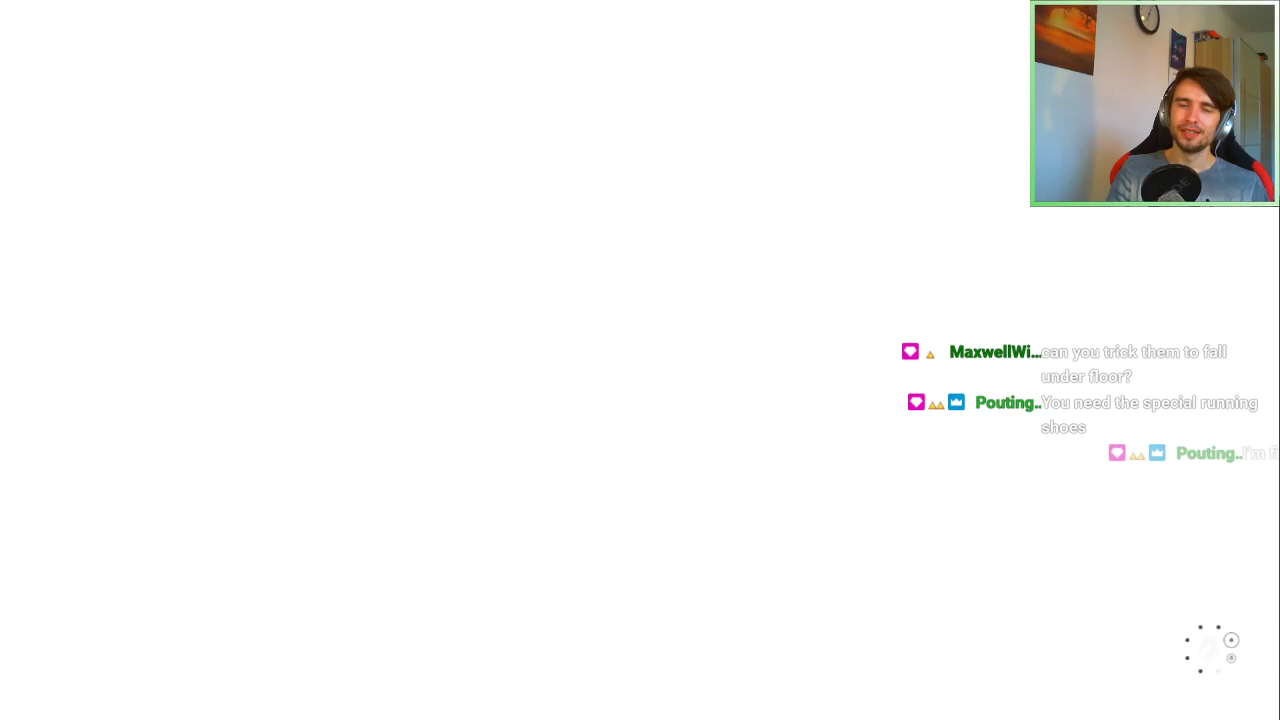 MaxwellWi... can you trick them to fall
under floor?
Pouting.. You need the special running
shoes
Pouting.. I'm